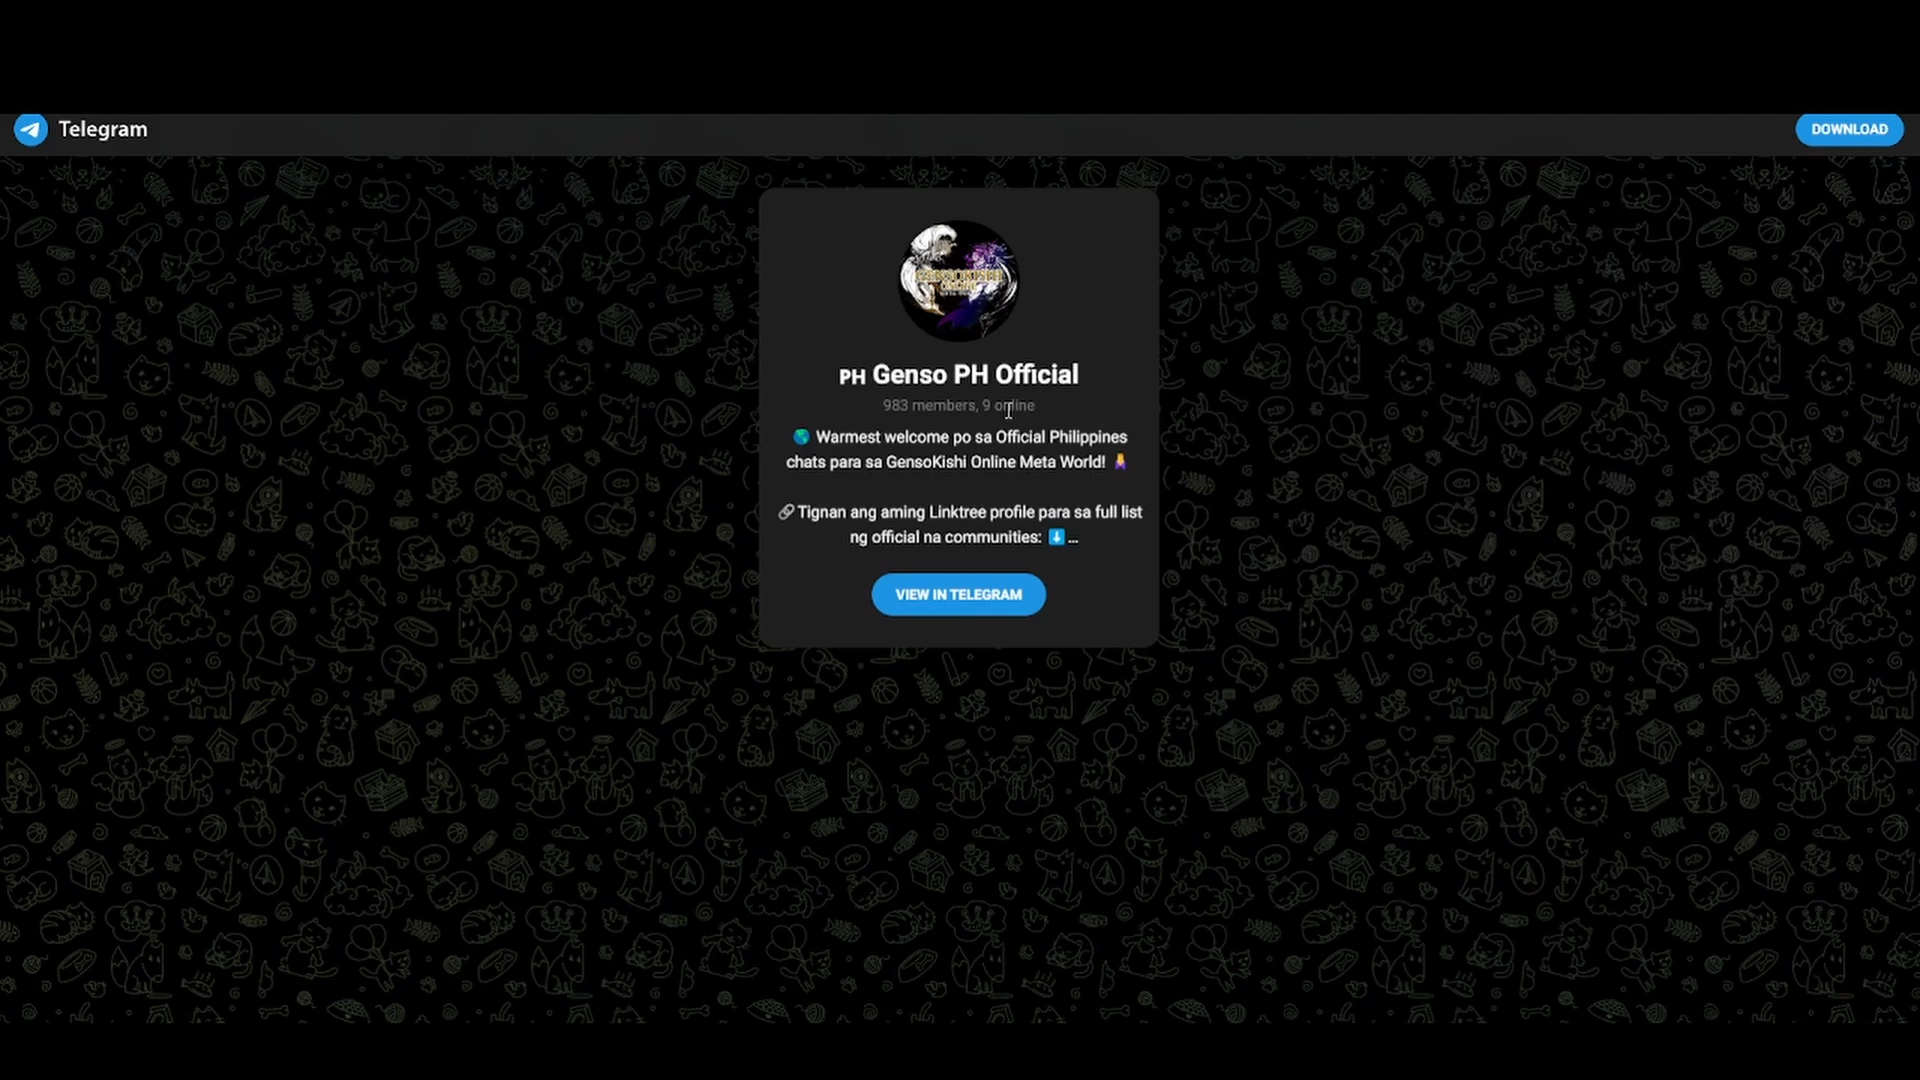 Telegram
DOWNLOAD
GENSOKISHI
ONLINE
PH Genso PH Official
983 members, 9 online
🌎 Warmest welcome po sa Official Philippines
chats para sa GensoKishi Online Meta World! 🧜
🔗 Tignan ang aming Linktree profile para sa full list
ng official na communities: ⬇️ ...
VIEW IN TELEGRAM